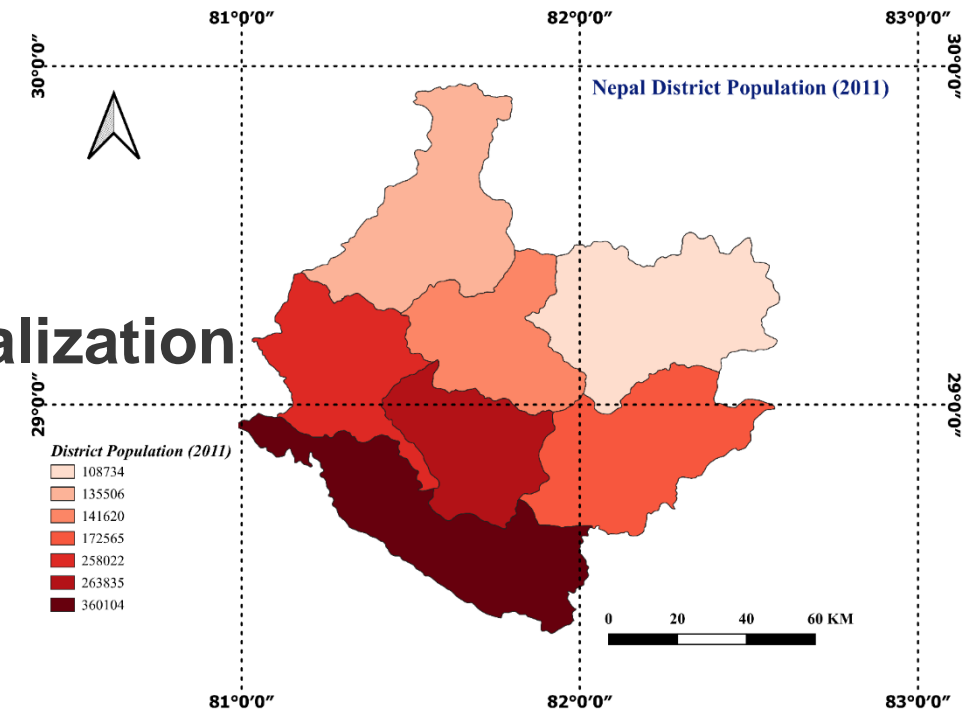 81°0′0″ 82°0′0″ 83°0′0″
30°0′0″ 30°0′0″
Nepal District Population (2011)
alization
29°0′0″ 29°0′0″
District Population (2011)
108734
135506
141620
172565
258022
263835
360104
0 20 40 60 KM
81°0′0″ 82°0′0″ 83°0′0″